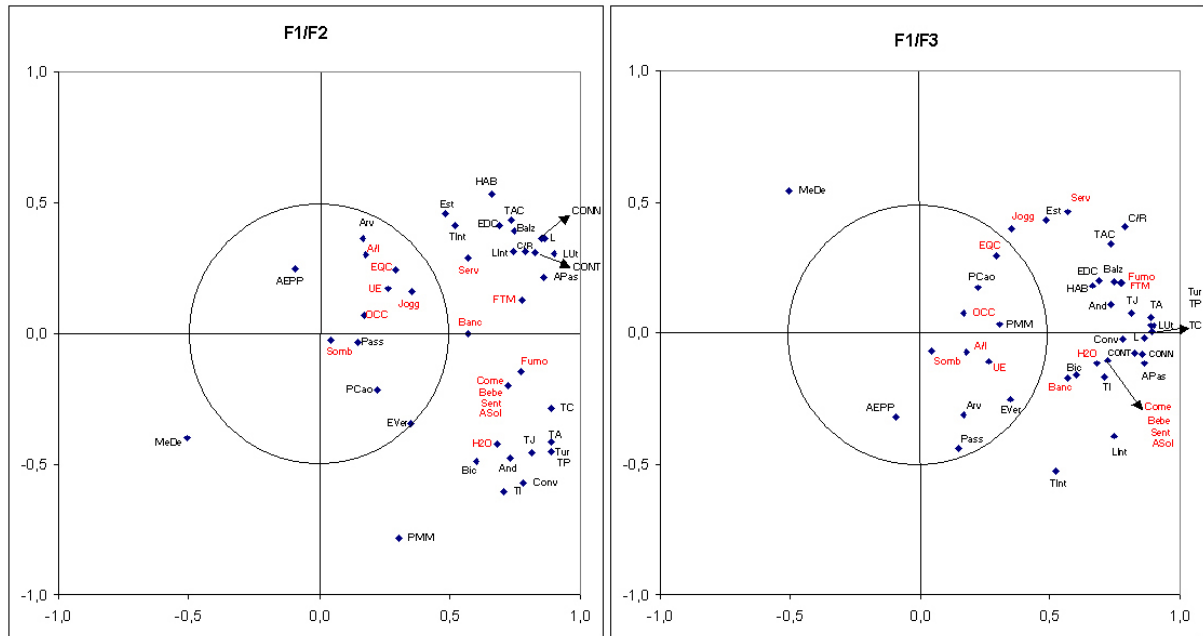 F1/F2
1,0
HAB
CONN
0,5
Est
TAC
Arv
EDC
Balz
L
TInt
A/I
LInt
C/R
LUt
AEPP
EQC
Serv
CONT
UE
APas
Jogg
FTM
OCC
Banc
0,0
Somb
Pass
Fumo
PCao
Come
Bebe
Sent
ASol
TC
EVer
MeDe
H2O
TJ
TA
Tur
TP
-0,5
Bic
And
TI
Conv
PMM
-1,0
-1,0
-0,5
0,0
0,5
1,0
F1/F3
1,0
MeDe
0,5
Serv
Jogg
Est
C/R
TAC
EQC
PCao
EDC
Balz
Fumo
HAB
FTM
And
TJ
TA
Tur
TP
OCC
PMM
LUt
TC
0,0
Conv
L
Somb
A/I
H2O
CONT
CONN
UE
Bic
TI
APas
Banc
AEPP
Arv
EVer
Come
Bebe
Sent
ASol
Pass
LInt
-0,5
TInt
-1,0
-1,0
-0,5
0,0
0,5
1,0